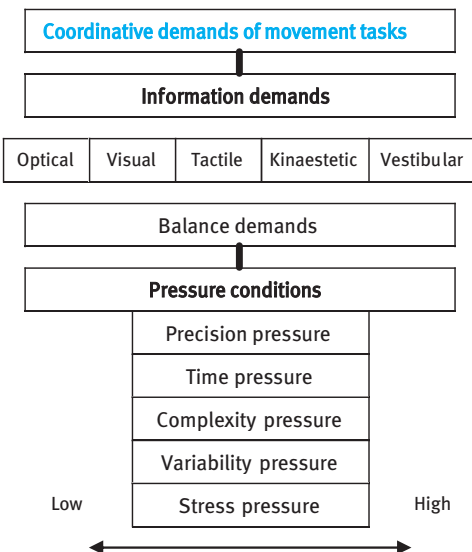 Coordinative demands of movement tasks
Information demands
Optical Visual Tactile Kinaestetic Vestibular
Balance demands
Pressure conditions
Precision pressure
Time pressure
Complexity pressure
Variability pressure
Low Stress pressure High